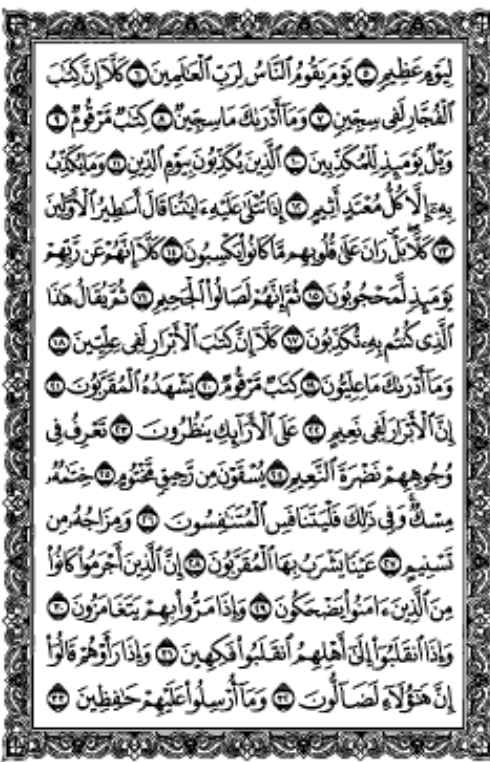 لِيَوْمٍ عَظِيمٍ ٥ يَوْمَ يَقُومُ ٱلنَّاسُ لِرَبِّ ٱلْعَٰلَمِينَ ٦ كَلَّآ إِنَّ كِتَٰبَ
ٱلْفُجَّارِ لَفِى سِجِّينٍ ٧ وَمَآ أَدْرَىٰكَ مَا سِجِّينٌ ٨ كِتَٰبٌ مَّرْقُومٌ ٩
وَيْلٌ يَوْمَئِذٍ لِّلْمُكَذِّبِينَ ١٠ ٱلَّذِينَ يُكَذِّبُونَ بِيَوْمِ ٱلدِّينِ ١١ وَمَا يُكَذِّبُ
بِهِۦٓ إِلَّا كُلُّ مُعْتَدٍ أَثِيمٍ ١٢ إِذَا تُتْلَىٰ عَلَيْهِ ءَايَٰتُنَا قَالَ أَسَٰطِيرُ ٱلْأَوَّلِينَ
١٣ كَلَّا بَلْ رَانَ عَلَىٰ قُلُوبِهِم مَّا كَانُوا۟ يَكْسِبُونَ ١٤ كَلَّآ إِنَّهُمْ عَن رَّبِّهِمْ
يَوْمَئِذٍ لَّمَحْجُوبُونَ ١٥ ثُمَّ إِنَّهُمْ لَصَالُوا۟ ٱلْجَحِيمِ ١٦ ثُمَّ يُقَالُ هَٰذَا
ٱلَّذِى كُنتُم بِهِۦ تُكَذِّبُونَ ١٧ كَلَّآ إِنَّ كِتَٰبَ ٱلْأَبْرَارِ لَفِى عِلِّيِّينَ ١٨
وَمَآ أَدْرَىٰكَ مَا عِلِّيُّونَ ١٩ كِتَٰبٌ مَّرْقُومٌ ٢٠ يَشْهَدُهُ ٱلْمُقَرَّبُونَ ٢١
إِنَّ ٱلْأَبْرَارَ لَفِى نَعِيمٍ ٢٢ عَلَى ٱلْأَرَآئِكِ يَنظُرُونَ ٢٣ تَعْرِفُ فِى
وُجُوهِهِمْ نَضْرَةَ ٱلنَّعِيمِ ٢٤ يُسْقَوْنَ مِن رَّحِيقٍ مَّخْتُومٍ ٢٥ خِتَٰمُهُۥ
مِسْكٌ وَفِى ذَٰلِكَ فَلْيَتَنَافَسِ ٱلْمُتَنَٰفِسُونَ ٢٦ وَمِزَاجُهُۥ مِن
تَسْنِيمٍ ٢٧ عَيْنًا يَشْرَبُ بِهَا ٱلْمُقَرَّبُونَ ٢٨ إِنَّ ٱلَّذِينَ أَجْرَمُوا۟ كَانُوا۟
مِنَ ٱلَّذِينَ ءَامَنُوا۟ يَضْحَكُونَ ٢٩ وَإِذَا مَرُّوا۟ بِهِمْ يَتَغَامَزُونَ ٣٠
وَإِذَا ٱنقَلَبُوٓا۟ إِلَىٰٓ أَهْلِهِمُ ٱنقَلَبُوا۟ فَكِهِينَ ٣١ وَإِذَا رَأَوْهُمْ قَالُوٓا۟
إِنَّ هَٰٓؤُلَآءِ لَضَآلُّونَ ٣٢ وَمَآ أُرْسِلُوا۟ عَلَيْهِمْ حَٰفِظِينَ ٣٣